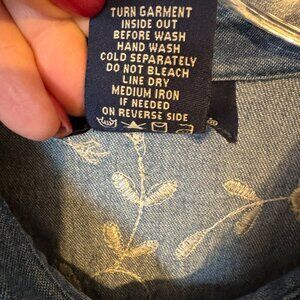 TURN GARMENT
INSIDE OUT
BEFORE WASH
HAND WASH
COLD SEPARATELY
DO NOT BLEACH
LINE DRY
MEDIUM IRON
IF NEEDED
ON REVERSE SIDE
®